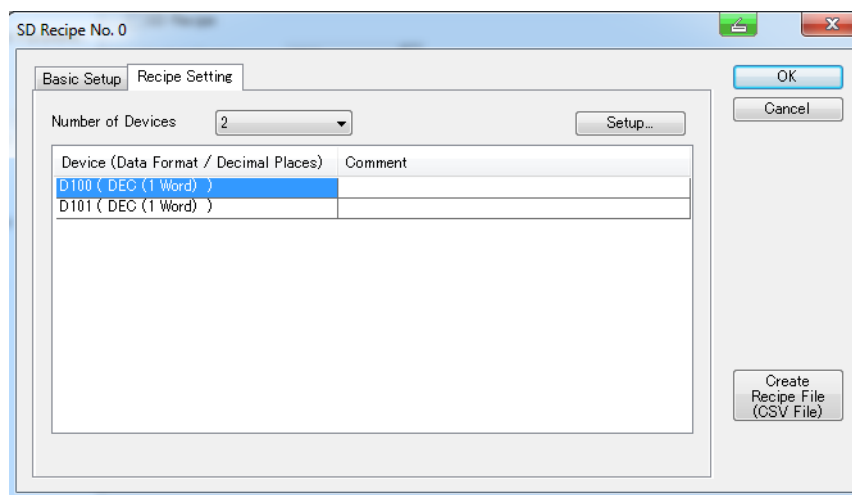 SD Recipe No. 0
Basic Setup
Recipe Setting
OK
Cancel
Number of Devices
2
Setup...
Device (Data Format / Decimal Places)
Comment
D100 ( DEC (1 Word)  )
D101 ( DEC (1 Word)  )
Create
Recipe File
(CSV File)